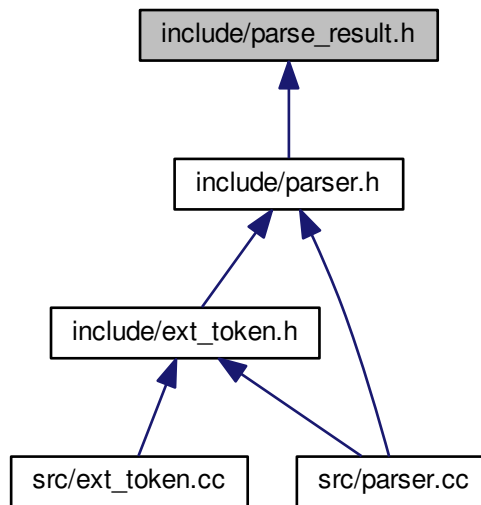 include/parse_result.h
include/parser.h
include/ext_token.h
src/ext_token.cc
src/parser.cc